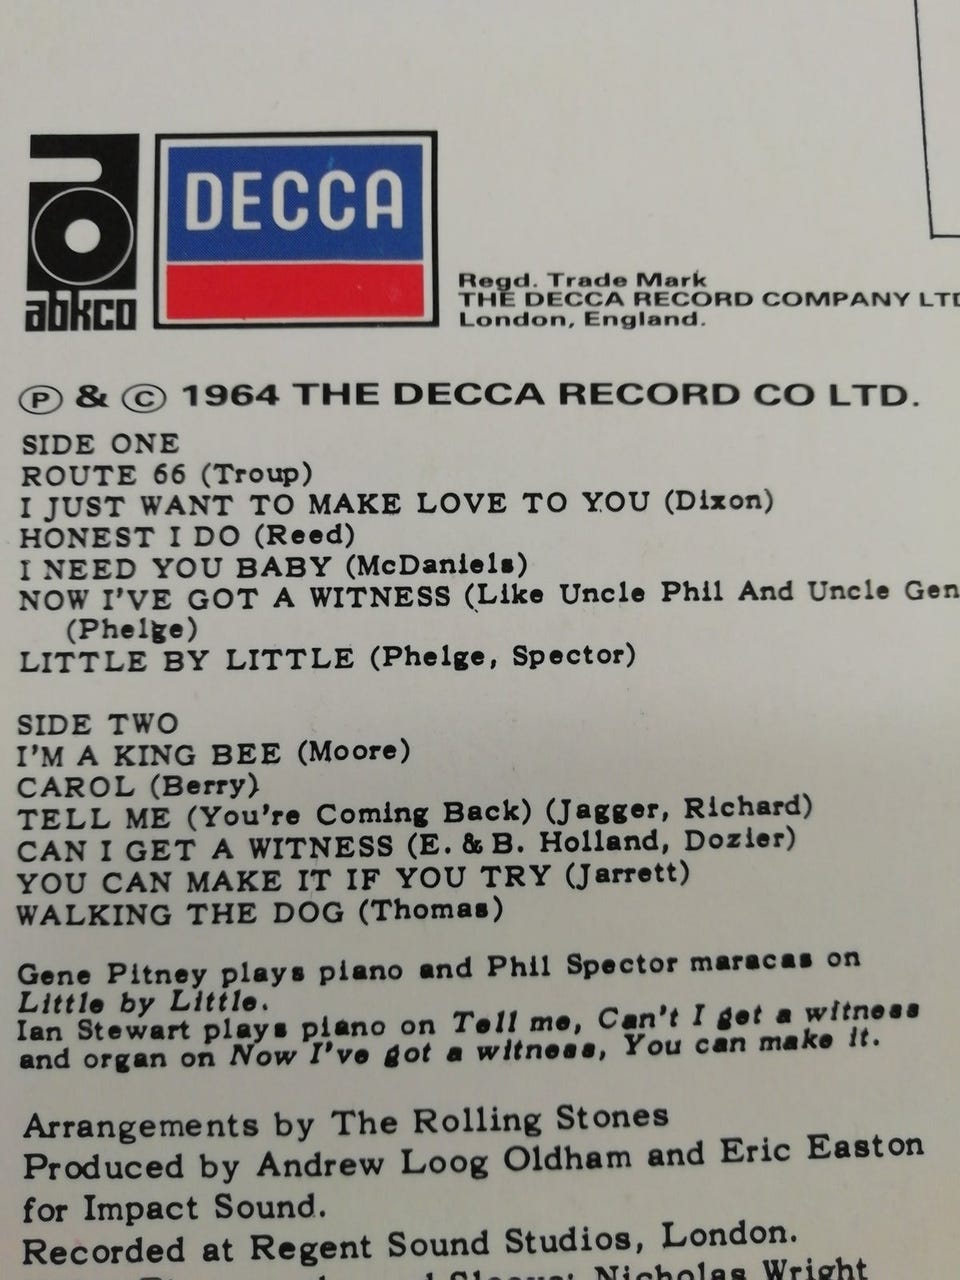 abkco
DECCA
Regd. Trade Mark
THE DECCA RECORD COMPANY LTD
London, England.
Ⓟ & © 1964 THE DECCA RECORD CO LTD.
SIDE ONE
ROUTE 66 (Troup)
I JUST WANT TO MAKE LOVE TO YOU (Dixon)
HONEST I DO (Reed)
I NEED YOU BABY (McDaniels)
NOW I'VE GOT A WITNESS (Like Uncle Phil And Uncle Gen
(Phelge)
LITTLE BY LITTLE (Phelge, Spector)
SIDE TWO
I'M A KING BEE (Moore)
CAROL (Berry)
TELL ME (You're Coming Back) (Jagger, Richard)
CAN I GET A WITNESS (E. & B. Holland, Dozier)
YOU CAN MAKE IT IF YOU TRY (Jarrett)
WALKING THE DOG (Thomas)
Gene Pitney plays piano and Phil Spector maracas on
Little by Little.
Ian Stewart plays piano on Tell me, Can't I get a witness
and organ on Now I've got a witness, You can make it.
Arrangements by The Rolling Stones
Produced by Andrew Loog Oldham and Eric Easton
for Impact Sound.
Recorded at Regent Sound Studios, London.
Sleeve: Nicholas Wright